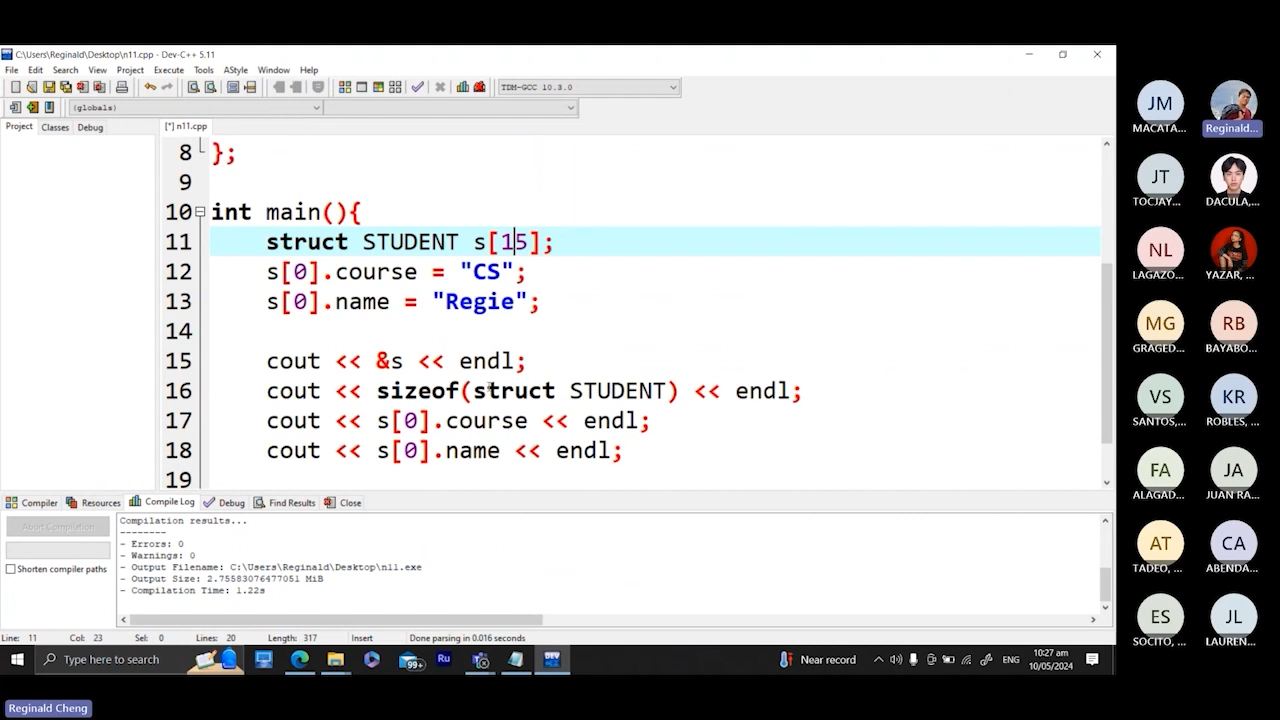 C:\Users\Reginald\Desktop\n11.cpp - Dev-C++ 5.11
File Edit Search View Project Execute Tools AStyle Window Help
TDM-GCC 10.3.0
(globals)
Project Classes Debug
[*] n11.cpp
8 };
9
10 int main(){
11 struct STUDENT s[15];
12 s[0].course = "CS";
13 s[0].name = "Regie";
14
15 cout << &s << endl;
16 cout << sizeof(struct STUDENT) << endl;
17 cout << s[0].course << endl;
18 cout << s[0].name << endl;
19
Compiler Resources Compile Log Debug Find Results Close
Abort Compilation
Shorten compiler paths
Compilation results...
--------
- Errors: 0
- Warnings: 0
- Output Filename: C:\Users\Reginald\Desktop\n11.exe
- Output Size: 2.75583076477051 MiB
- Compilation Time: 1.22s
Line: 11 Col: 23 Sel: 0 Lines: 20 Length: 317 Insert Done parsing in 0.016 seconds
Type here to search
99+
Ru
DEV
Near record
ENG
10:27 am
10/05/2024
Reginald Cheng
JM
MACATA...
Reginald...
JT
TOCJAY...
DACULA, ...
NL
LAGAZO...
YAZAR, ...
MG
GRAGED...
RB
BAYABO...
VS
SANTOS, ...
KR
ROBLES, ...
FA
ALAGAD...
JA
JUAN RA...
AT
TADEO, ...
CA
ABENDA...
ES
SOCITO, ...
JL
LAUREN...